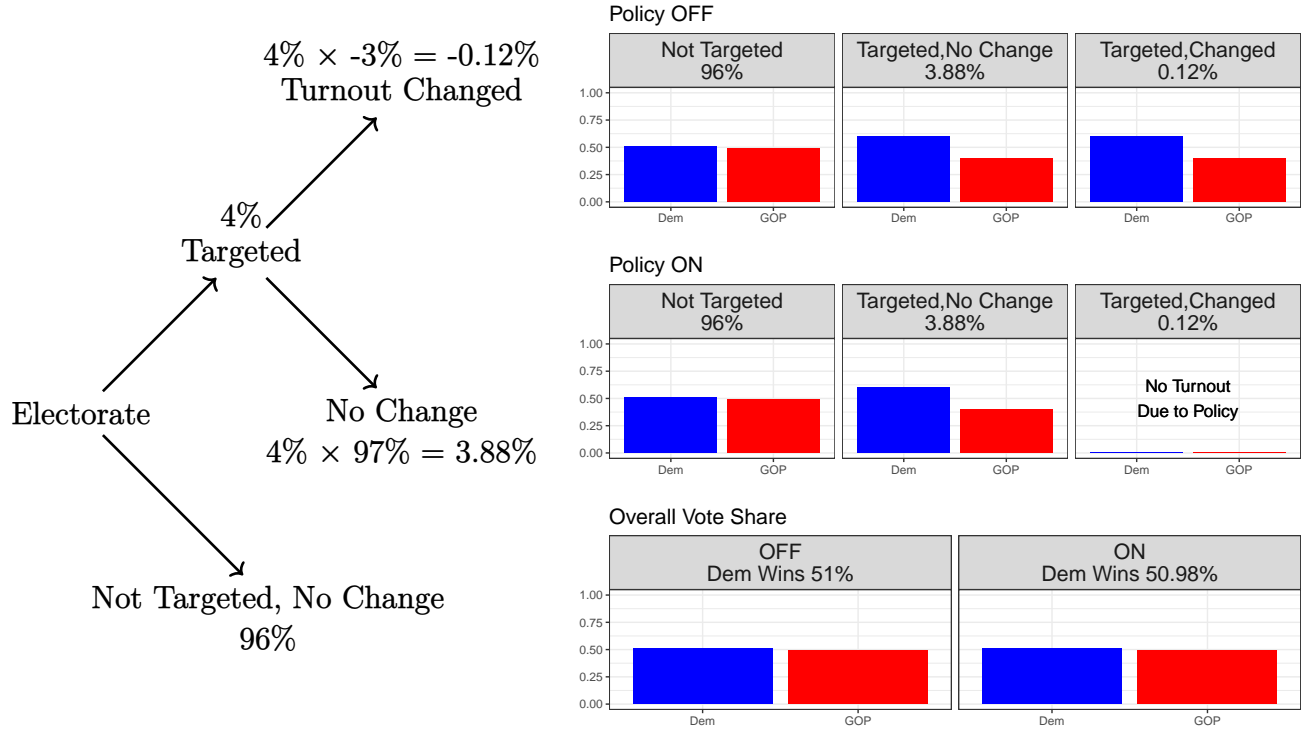 4% × -3% = -0.12%
Turnout Changed
4%
Targeted
Electorate
No Change
4% × 97% = 3.88%
Not Targeted, No Change
96%
Policy OFF
Not Targeted
96%
Targeted,No Change
3.88%
Targeted,Changed
0.12%
1.00
0.75
0.50
0.25
0.00
Dem GOP
Dem GOP
Dem GOP
Policy ON
Not Targeted
96%
Targeted,No Change
3.88%
Targeted,Changed
0.12%
1.00
0.75
0.50
0.25
0.00
No Turnout
Due to Policy
Dem GOP
Dem GOP
Dem GOP
Overall Vote Share
OFF
Dem Wins 51%
ON
Dem Wins 50.98%
1.00
0.75
0.50
0.25
0.00
Dem GOP
Dem GOP